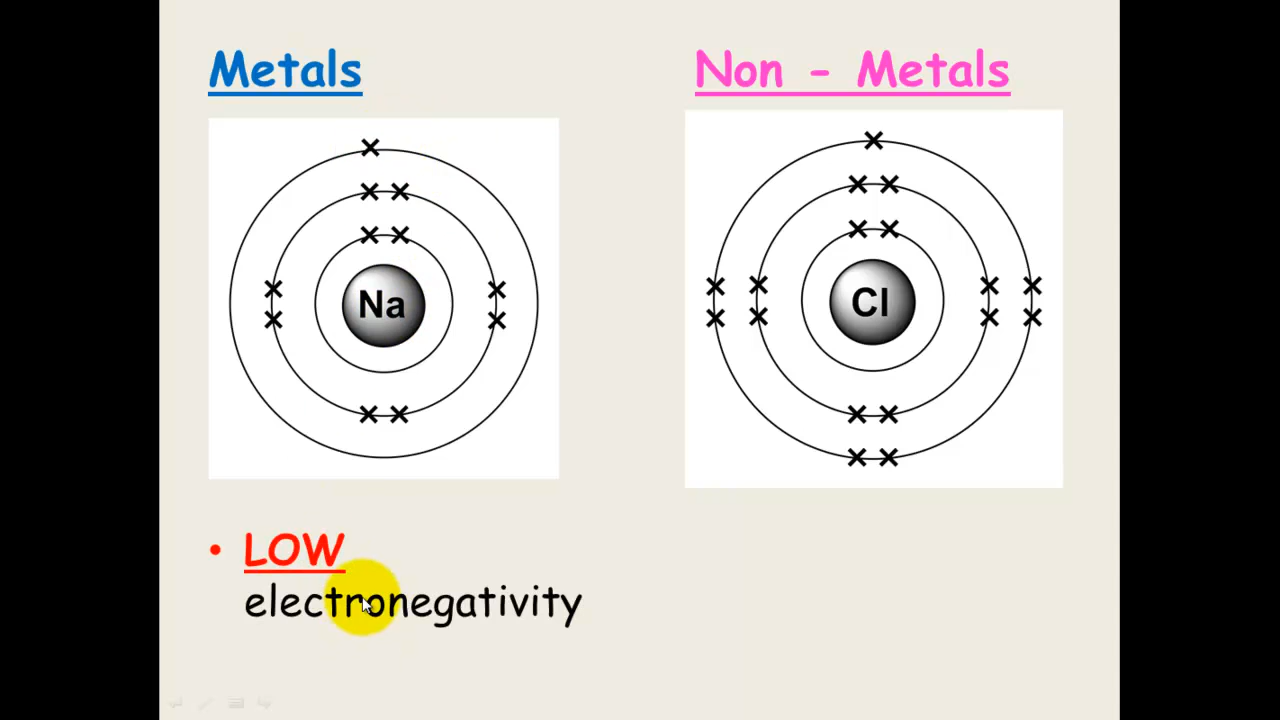 Metals
Non - Metals
Na
Cl
• LOW
electronegativity